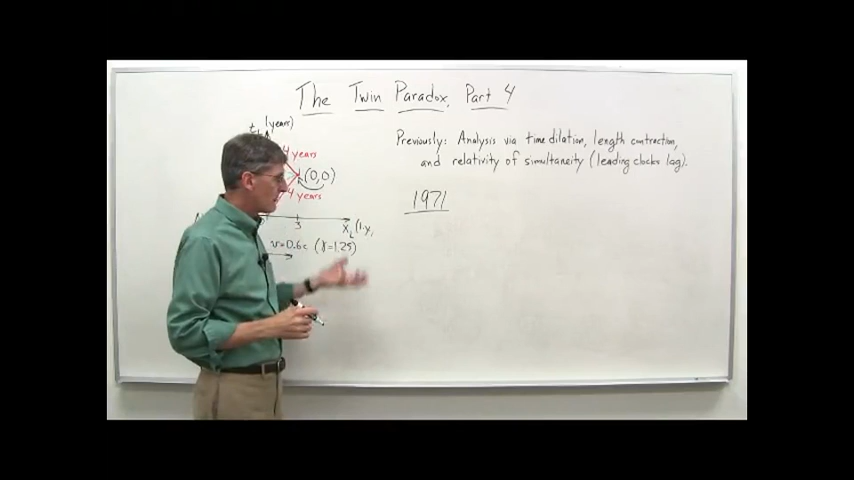 The Twin Paradox, Part 4
t (years)
Previously: Analysis via time dilation, length contraction,
and relativity of simultaneity (leading clocks lag).
4 years
(0,0)
4 years
1971
3
v=0.6c (γ=1.25)